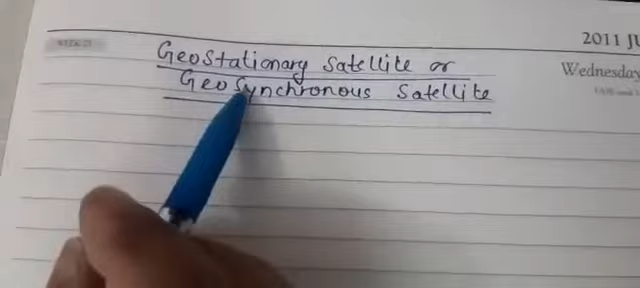 2011 JU
GeoStationary Satellite or
Wednesday
GeoSynchronous Satellite